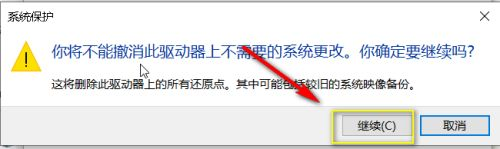 系统保护
你将不能撤消此驱动器上不需要的系统更改。你确定要继续吗?
这将删除此驱动器上的所有还原点。其中可能包括较旧的系统映像备份。
继续(C)
取消